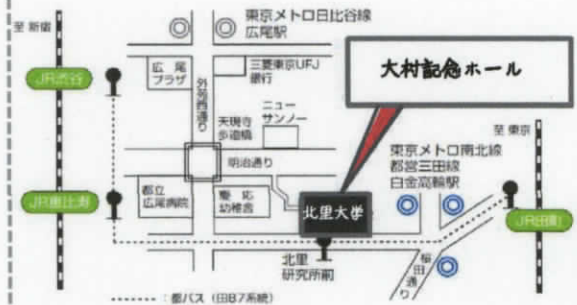 東京メトロ日比谷線
広尾駅
至 新宿
JR渋谷
広 尾
プラザ
三菱東京UFJ
銀行
外苑西通り
大村記念ホール
ニュー
サンノー
天現寺
歩道橋
明治通り
至 東京
東京メトロ南北線
都営三田線
白金高輪駅
JR恵比寿
都立
広尾病院
慶 応
幼稚舎
北里大学
JR田町
北里
研究所前
桜田通り
：都バス（田87系統）